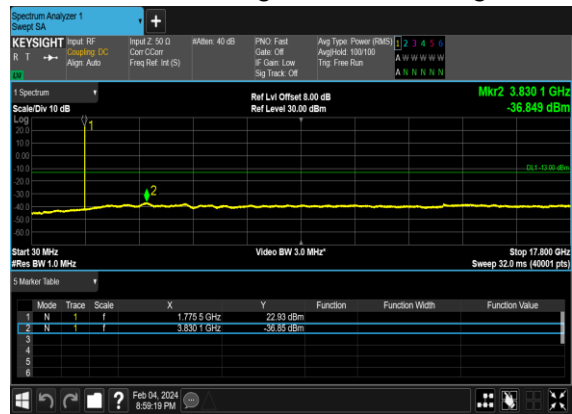 Spectrum Analyzer 1
Swept SA
+
KEYSIGHT Input: RF Input Z: 50 Ω #Atten: 40 dB PNO: Fast Avg Type: Power (RMS) 1 2 3 4 5 6
R T Coupling: DC Corr CCorr Gate: Off Avg|Hold: 100/100 A W W W W W
Align: Auto Freq Ref: Int (S) IF Gain: Low Trig: Free Run
Sig Track: Off A N N N N N
LW
1 Spectrum Ref Lvl Offset 8.00 dB Mkr2 3.830 1 GHz
Scale/Div 10 dB Ref Level 30.00 dBm -36.849 dBm
Log
1
20.0
10.0
0.00
-10.0
DL1 -13.00 dBm
-20.0
2
-30.0
-40.0
-50.0
-60.0
Start 30 MHz Video BW 3.0 MHz* Stop 17.800 GHz
#Res BW 1.0 MHz Sweep 32.0 ms (40001 pts)
5 Marker Table
Mode Trace Scale X Y Function Function Width Function Value
1 N 1 f 1.775 5 GHz 22.93 dBm
2 N 1 f 3.830 1 GHz -36.85 dBm
3
4
5
6
? Feb 04, 2024
8:59:19 PM